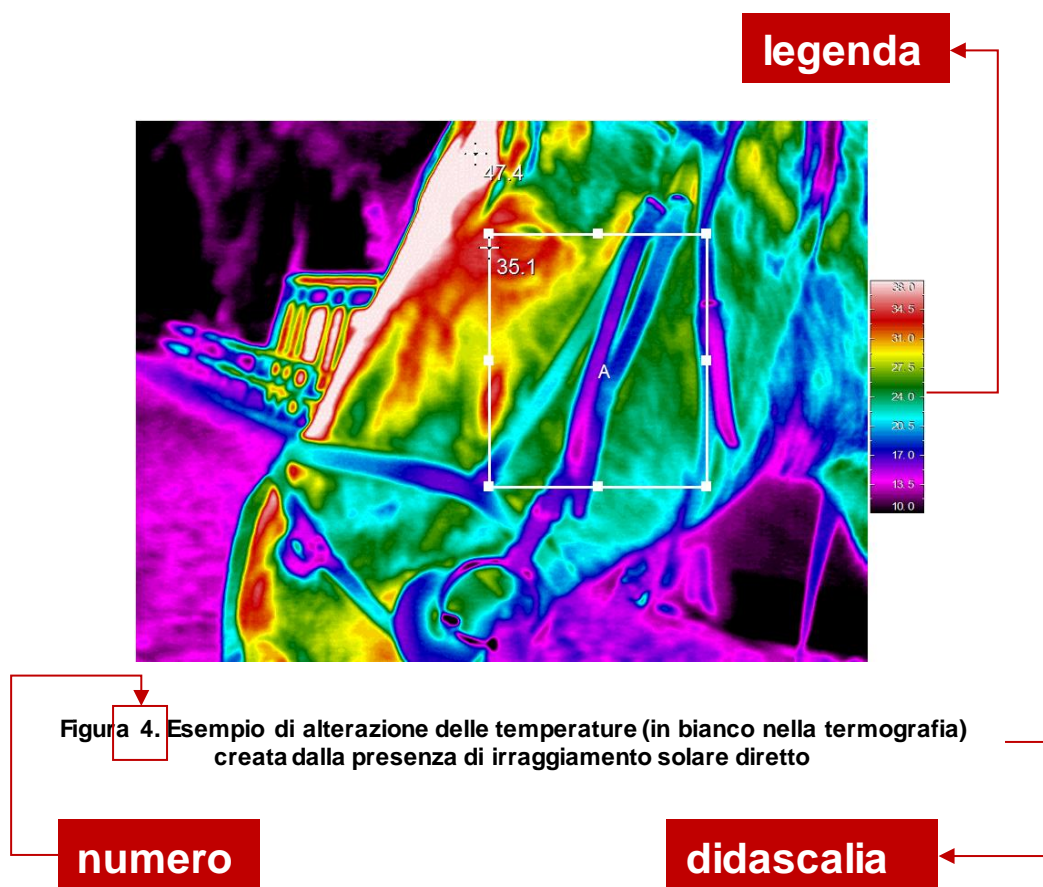 legenda
47.4
35.1
A
38.0
34.5
31.0
27.5
24.0
20.5
17.0
13.5
10.0
Figura 4. Esempio di alterazione delle temperature (in bianco nella termografia)
creata dalla presenza di irraggiamento solare diretto
numero
didascalia